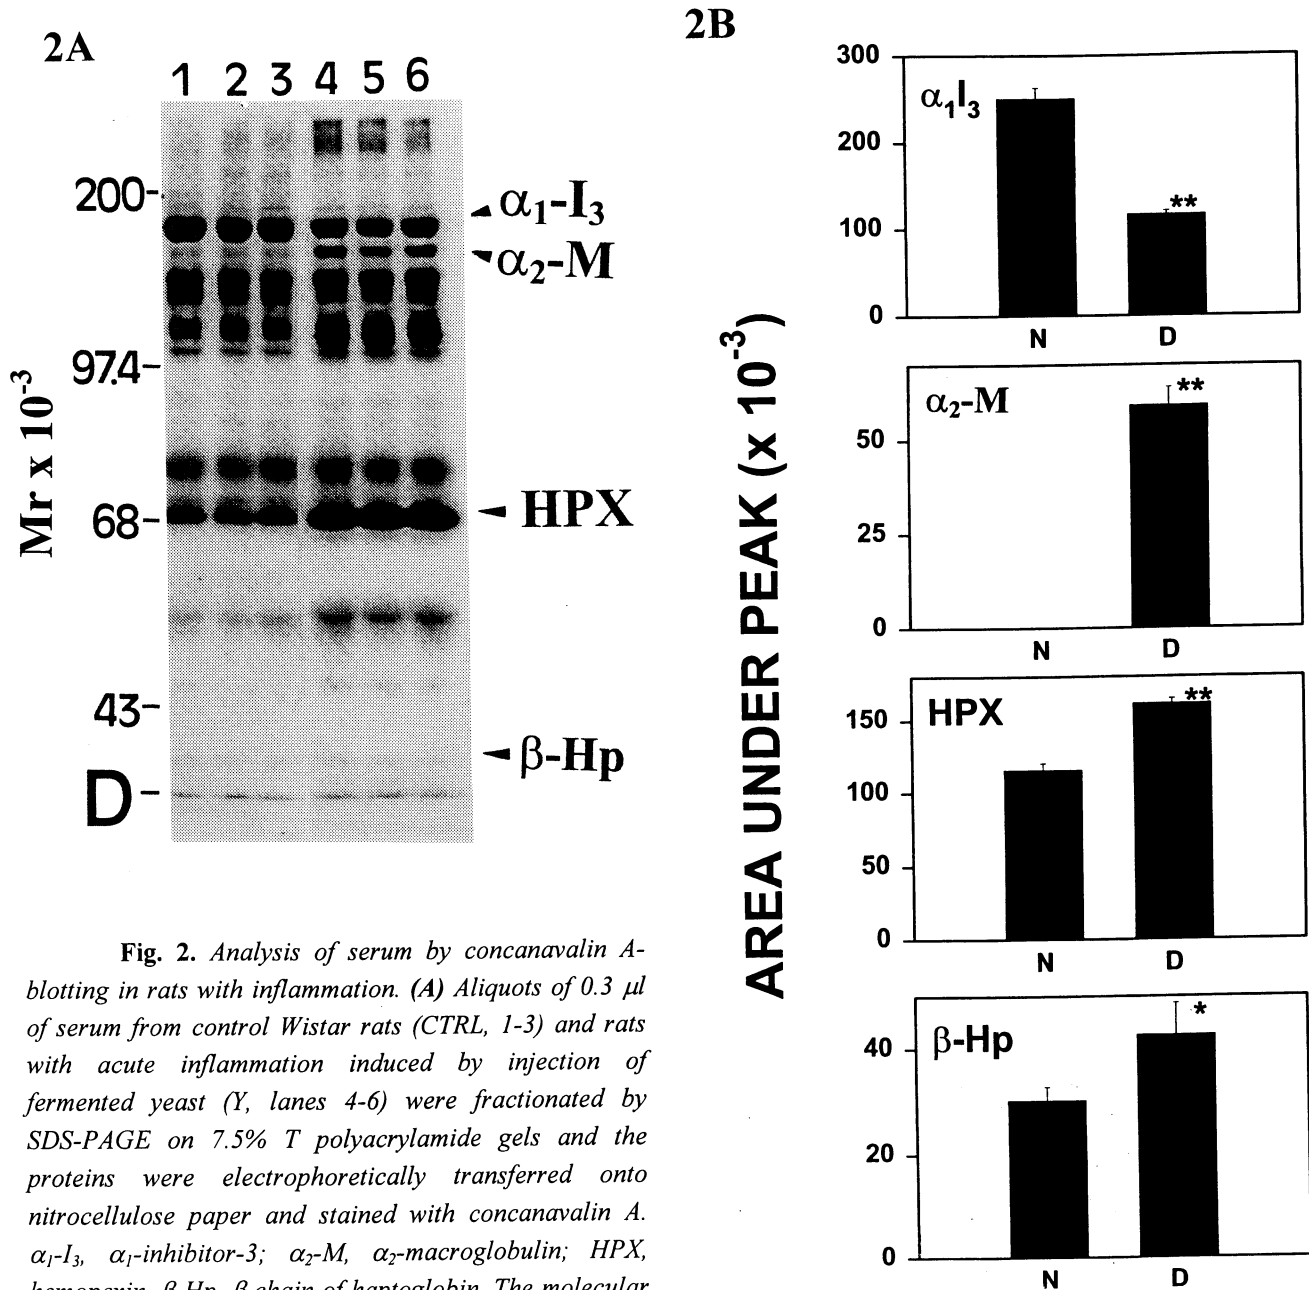 2A
1 2 3 4 5 6
200-
α₁-I₃
α₂-M
97.4-
Mr x 10⁻³
HPX
68-
43-
β-Hp
D-
2B
AREA UNDER PEAK (x 10⁻³)
300
α₁I₃
200
**
100
0
N D
α₂-M
**
50
25
0
N D
HPX
**
150
100
50
0
N D
β-Hp
*
40
20
0
N D
Fig. 2. Analysis of serum by concanavalin A-
blotting in rats with inflammation. (A) Aliquots of 0.3 µl
of serum from control Wistar rats (CTRL, 1-3) and rats
with acute inflammation induced by injection of
fermented yeast (Y, lanes 4-6) were fractionated by
SDS-PAGE on 7.5% T polyacrylamide gels and the
proteins were electrophoretically transferred onto
nitrocellulose paper and stained with concanavalin A.
α₁-I₃, α₁-inhibitor-3; α₂-M, α₂-macroglobulin; HPX,
β-Hp, β chain of haptoglobin. The molecular